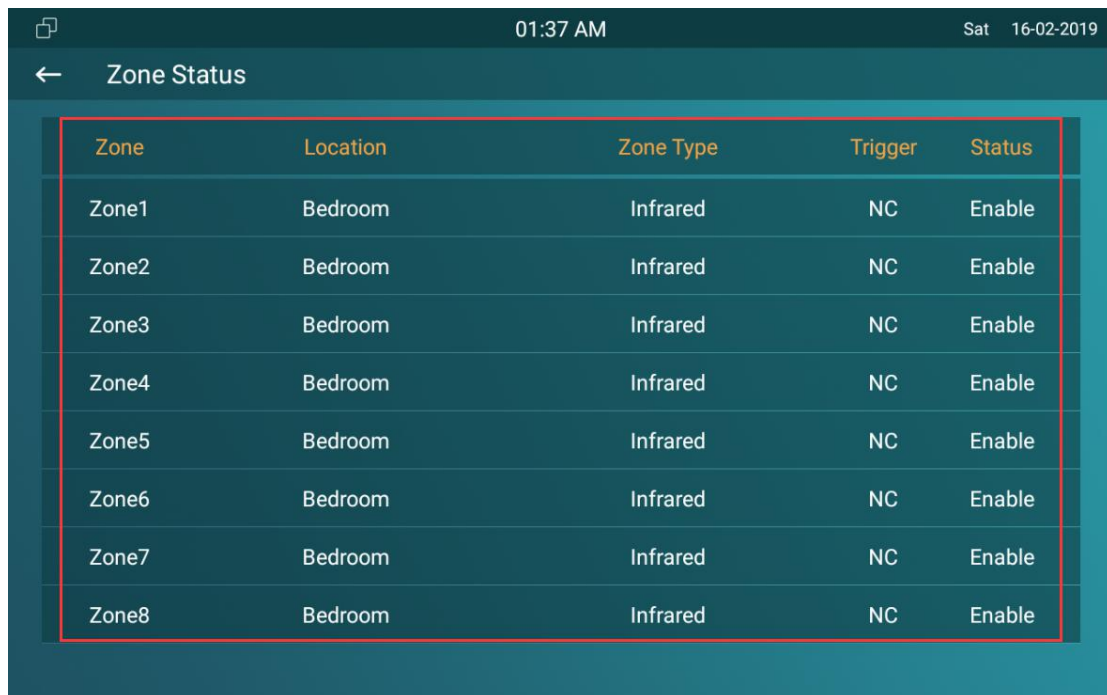 01:37 AM Sat 16-02-2019
Zone Status
Zone Location Zone Type Trigger Status
Zone1 Bedroom Infrared NC Enable
Zone2 Bedroom Infrared NC Enable
Zone3 Bedroom Infrared NC Enable
Zone4 Bedroom Infrared NC Enable
Zone5 Bedroom Infrared NC Enable
Zone6 Bedroom Infrared NC Enable
Zone7 Bedroom Infrared NC Enable
Zone8 Bedroom Infrared NC Enable